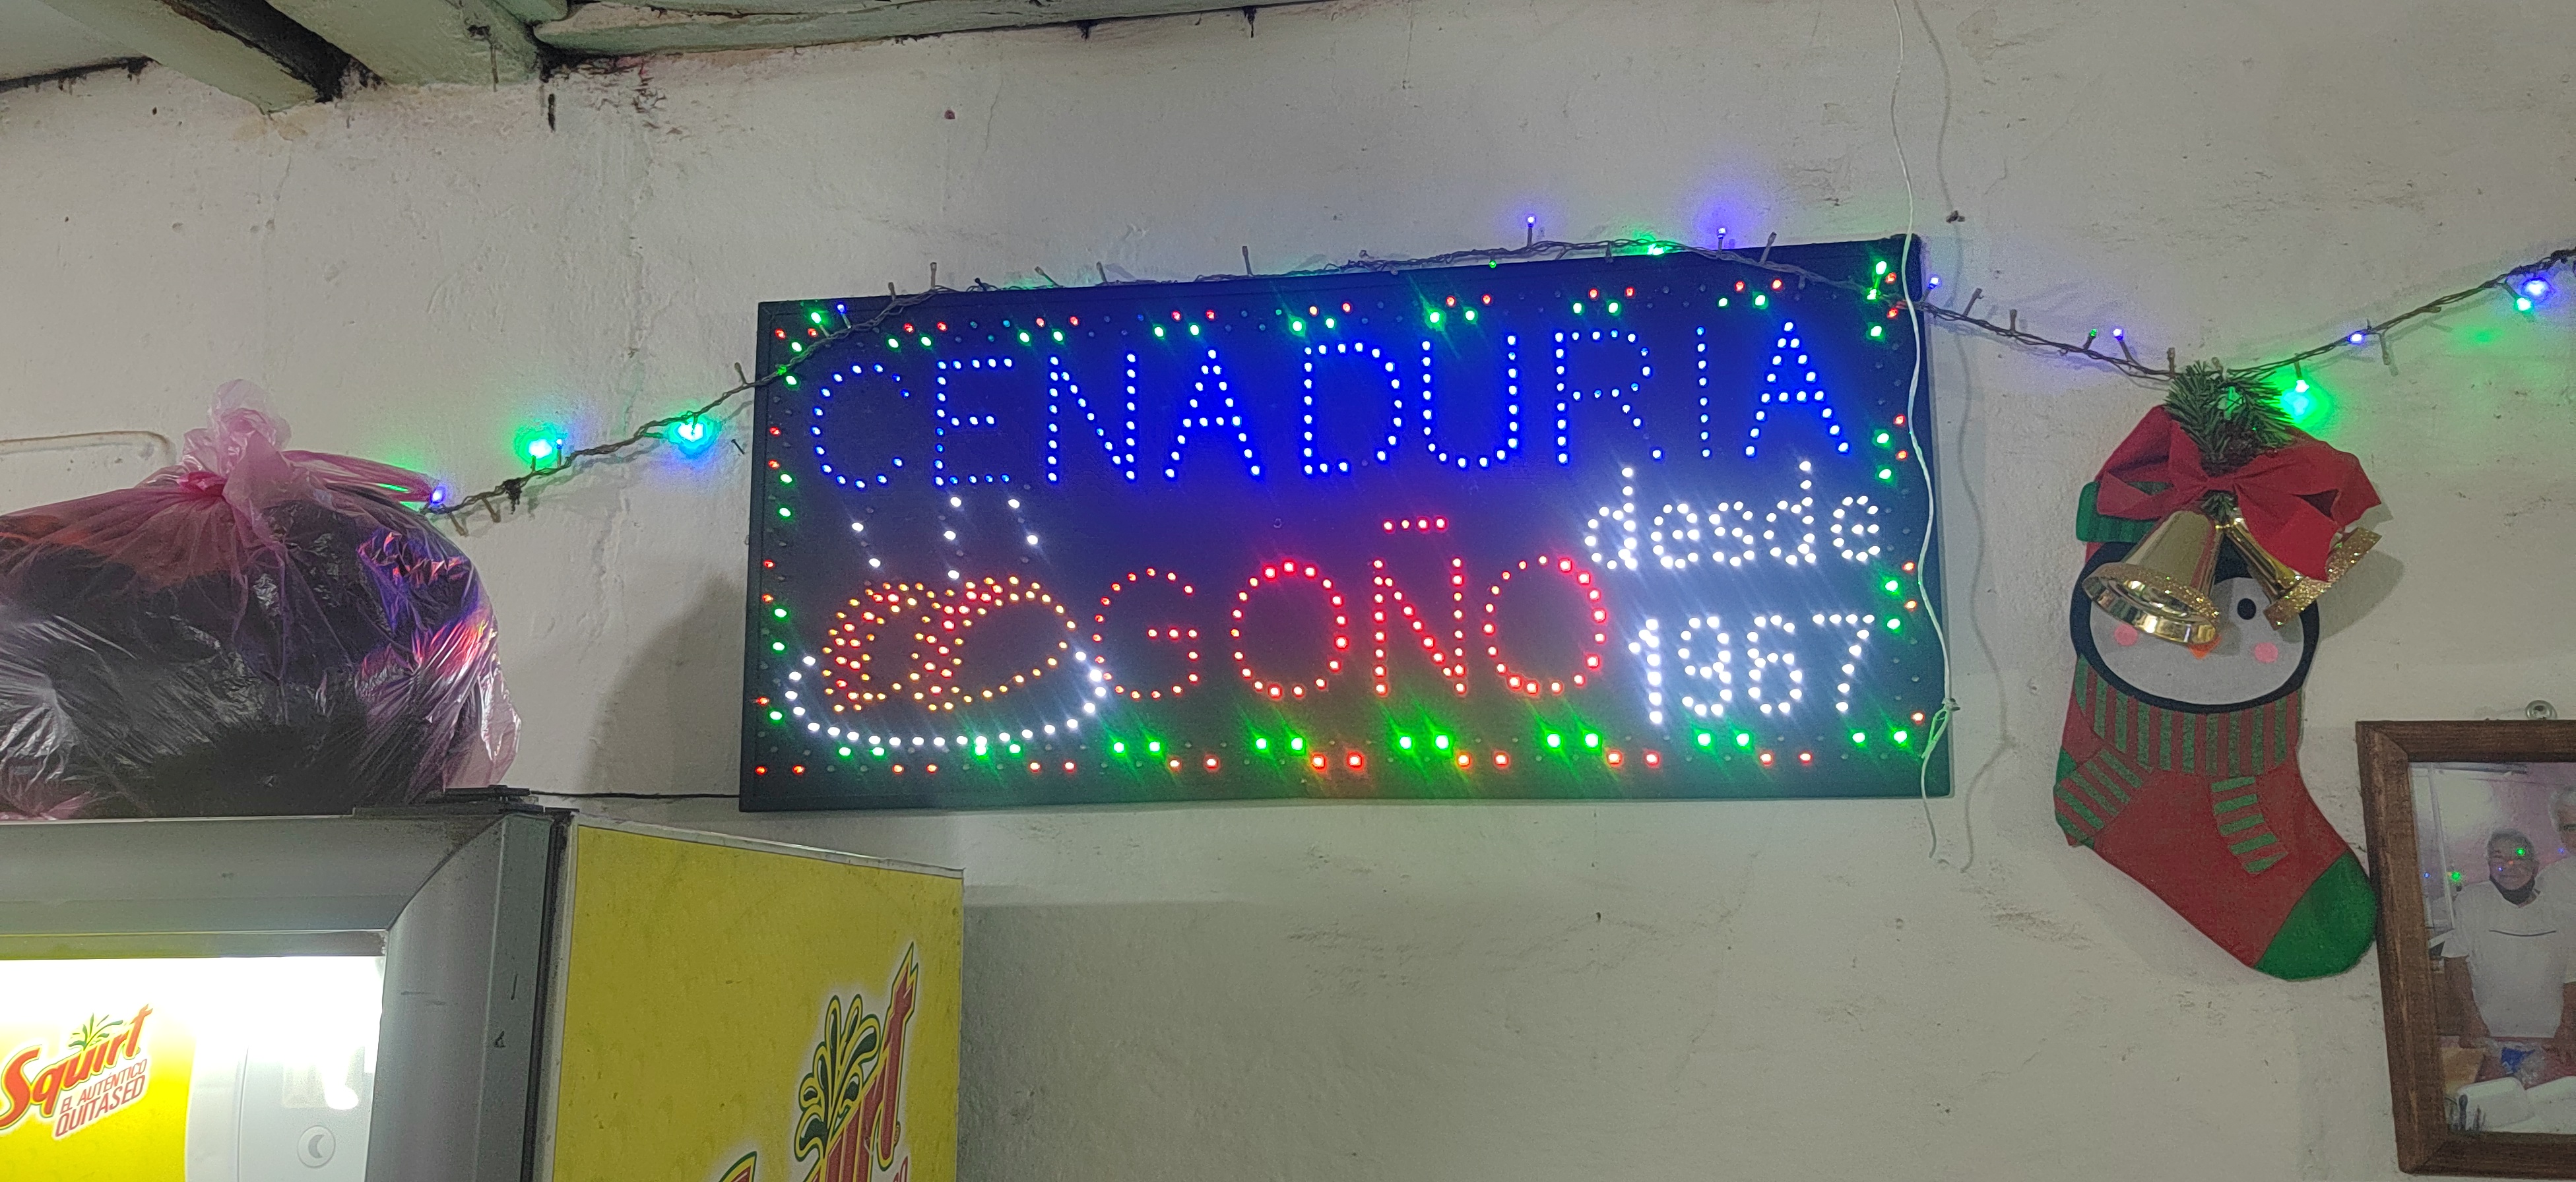 CENADURIA
GOÑO
desde
1967
Squirt
EL AUTENTICO
QUITASED